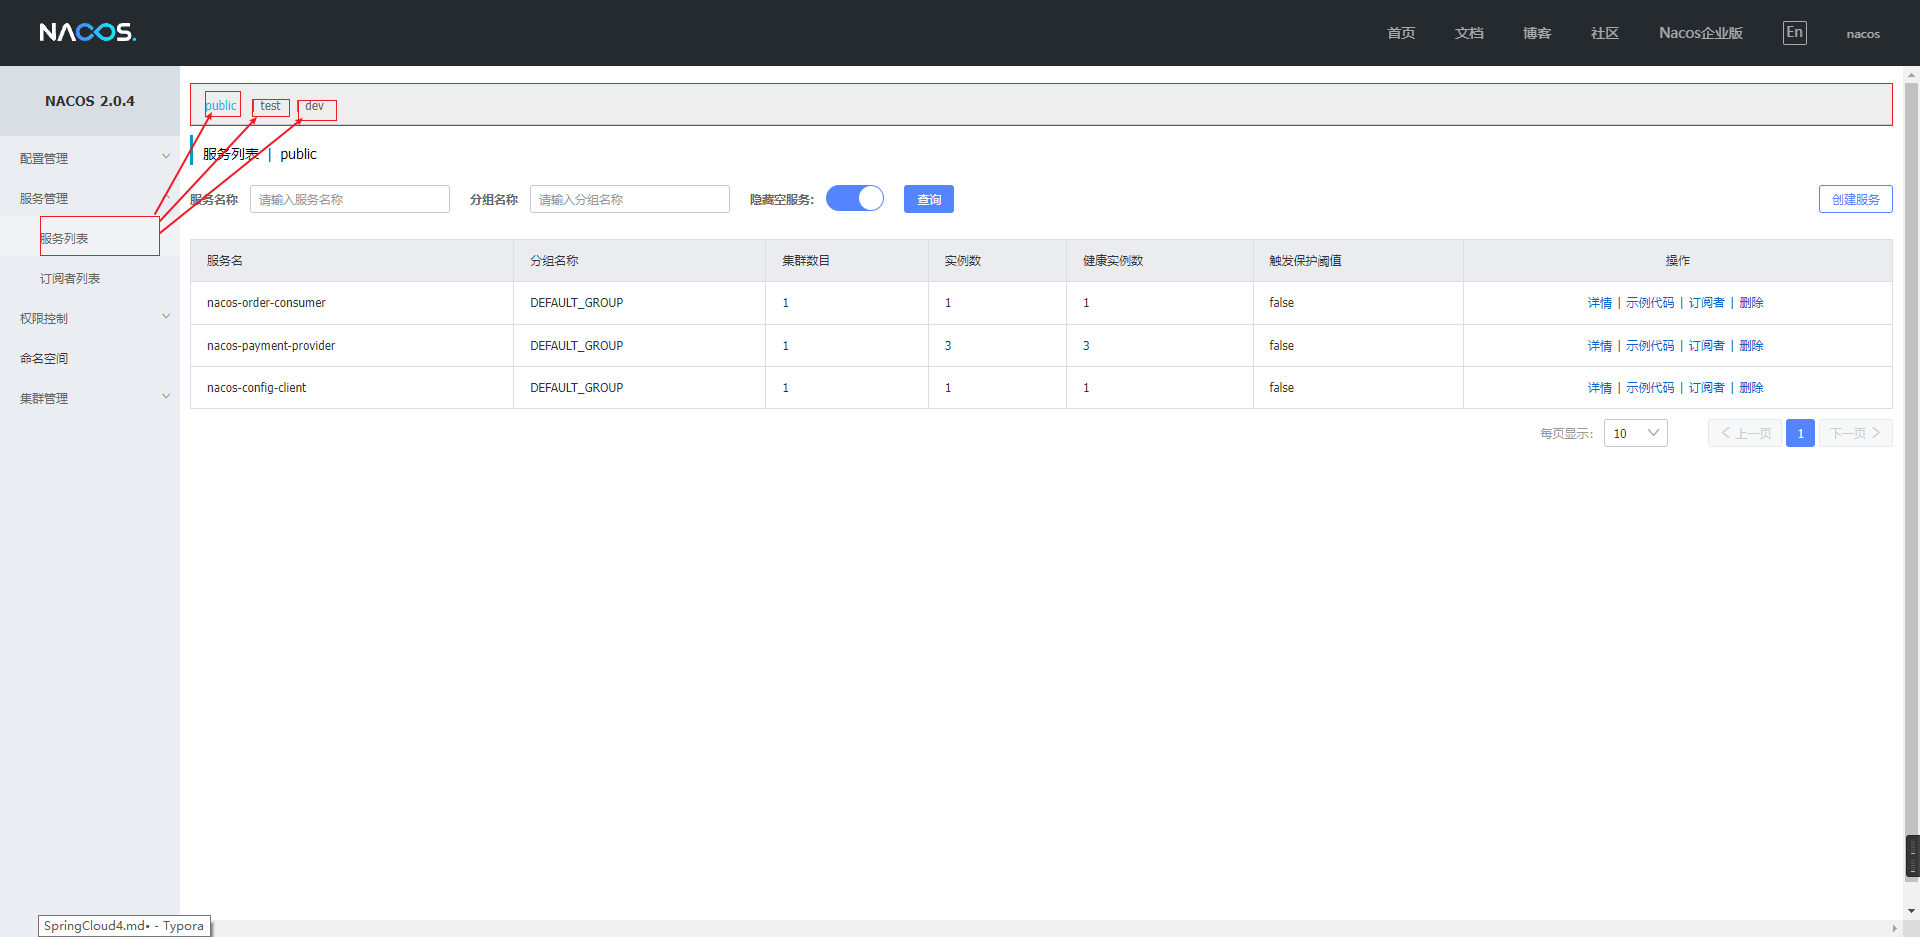 NACOS.
首页 文档 博客 社区 Nacos企业版 En nacos
NACOS 2.0.4
配置管理
服务管理
服务列表
订阅者列表
权限控制
命名空间
集群管理
public test dev
服务列表 | public
服务名称 请输入服务名称 分组名称 请输入分组名称 隐藏空服务: 查询 创建服务
服务名 分组名称 集群数目 实例数 健康实例数 触发保护阈值 操作
nacos-order-consumer DEFAULT_GROUP 1 1 1 false 详情 | 示例代码 | 订阅者 | 删除
nacos-payment-provider DEFAULT_GROUP 1 3 3 false 详情 | 示例代码 | 订阅者 | 删除
nacos-config-client DEFAULT_GROUP 1 1 1 false 详情 | 示例代码 | 订阅者 | 删除
每页显示: 10 上一页 1 下一页
SpringCloud4.md• - Typora